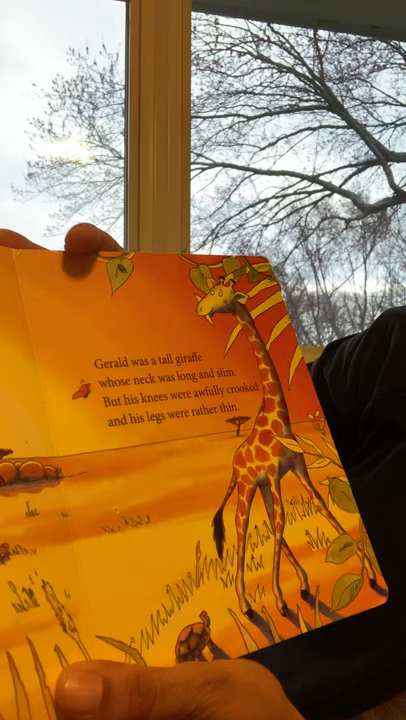 Gerald was a tall giraffe
whose neck was long and slim.
But his knees were awfully crooked
and his legs were rather thin.